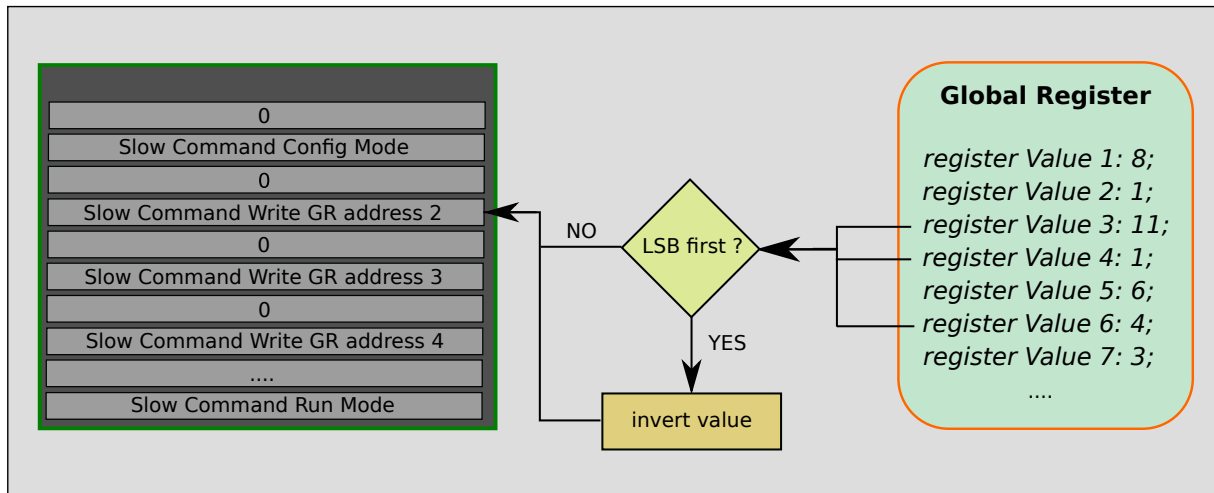 0
Slow Command Config Mode
0
Slow Command Write GR address 2
0
Slow Command Write GR address 3
0
Slow Command Write GR address 4
....
Slow Command Run Mode
NO
LSB first ?
YES
invert value
Global Register
register Value 1: 8;
register Value 2: 1;
register Value 3: 11;
register Value 4: 1;
register Value 5: 6;
register Value 6: 4;
register Value 7: 3;
....